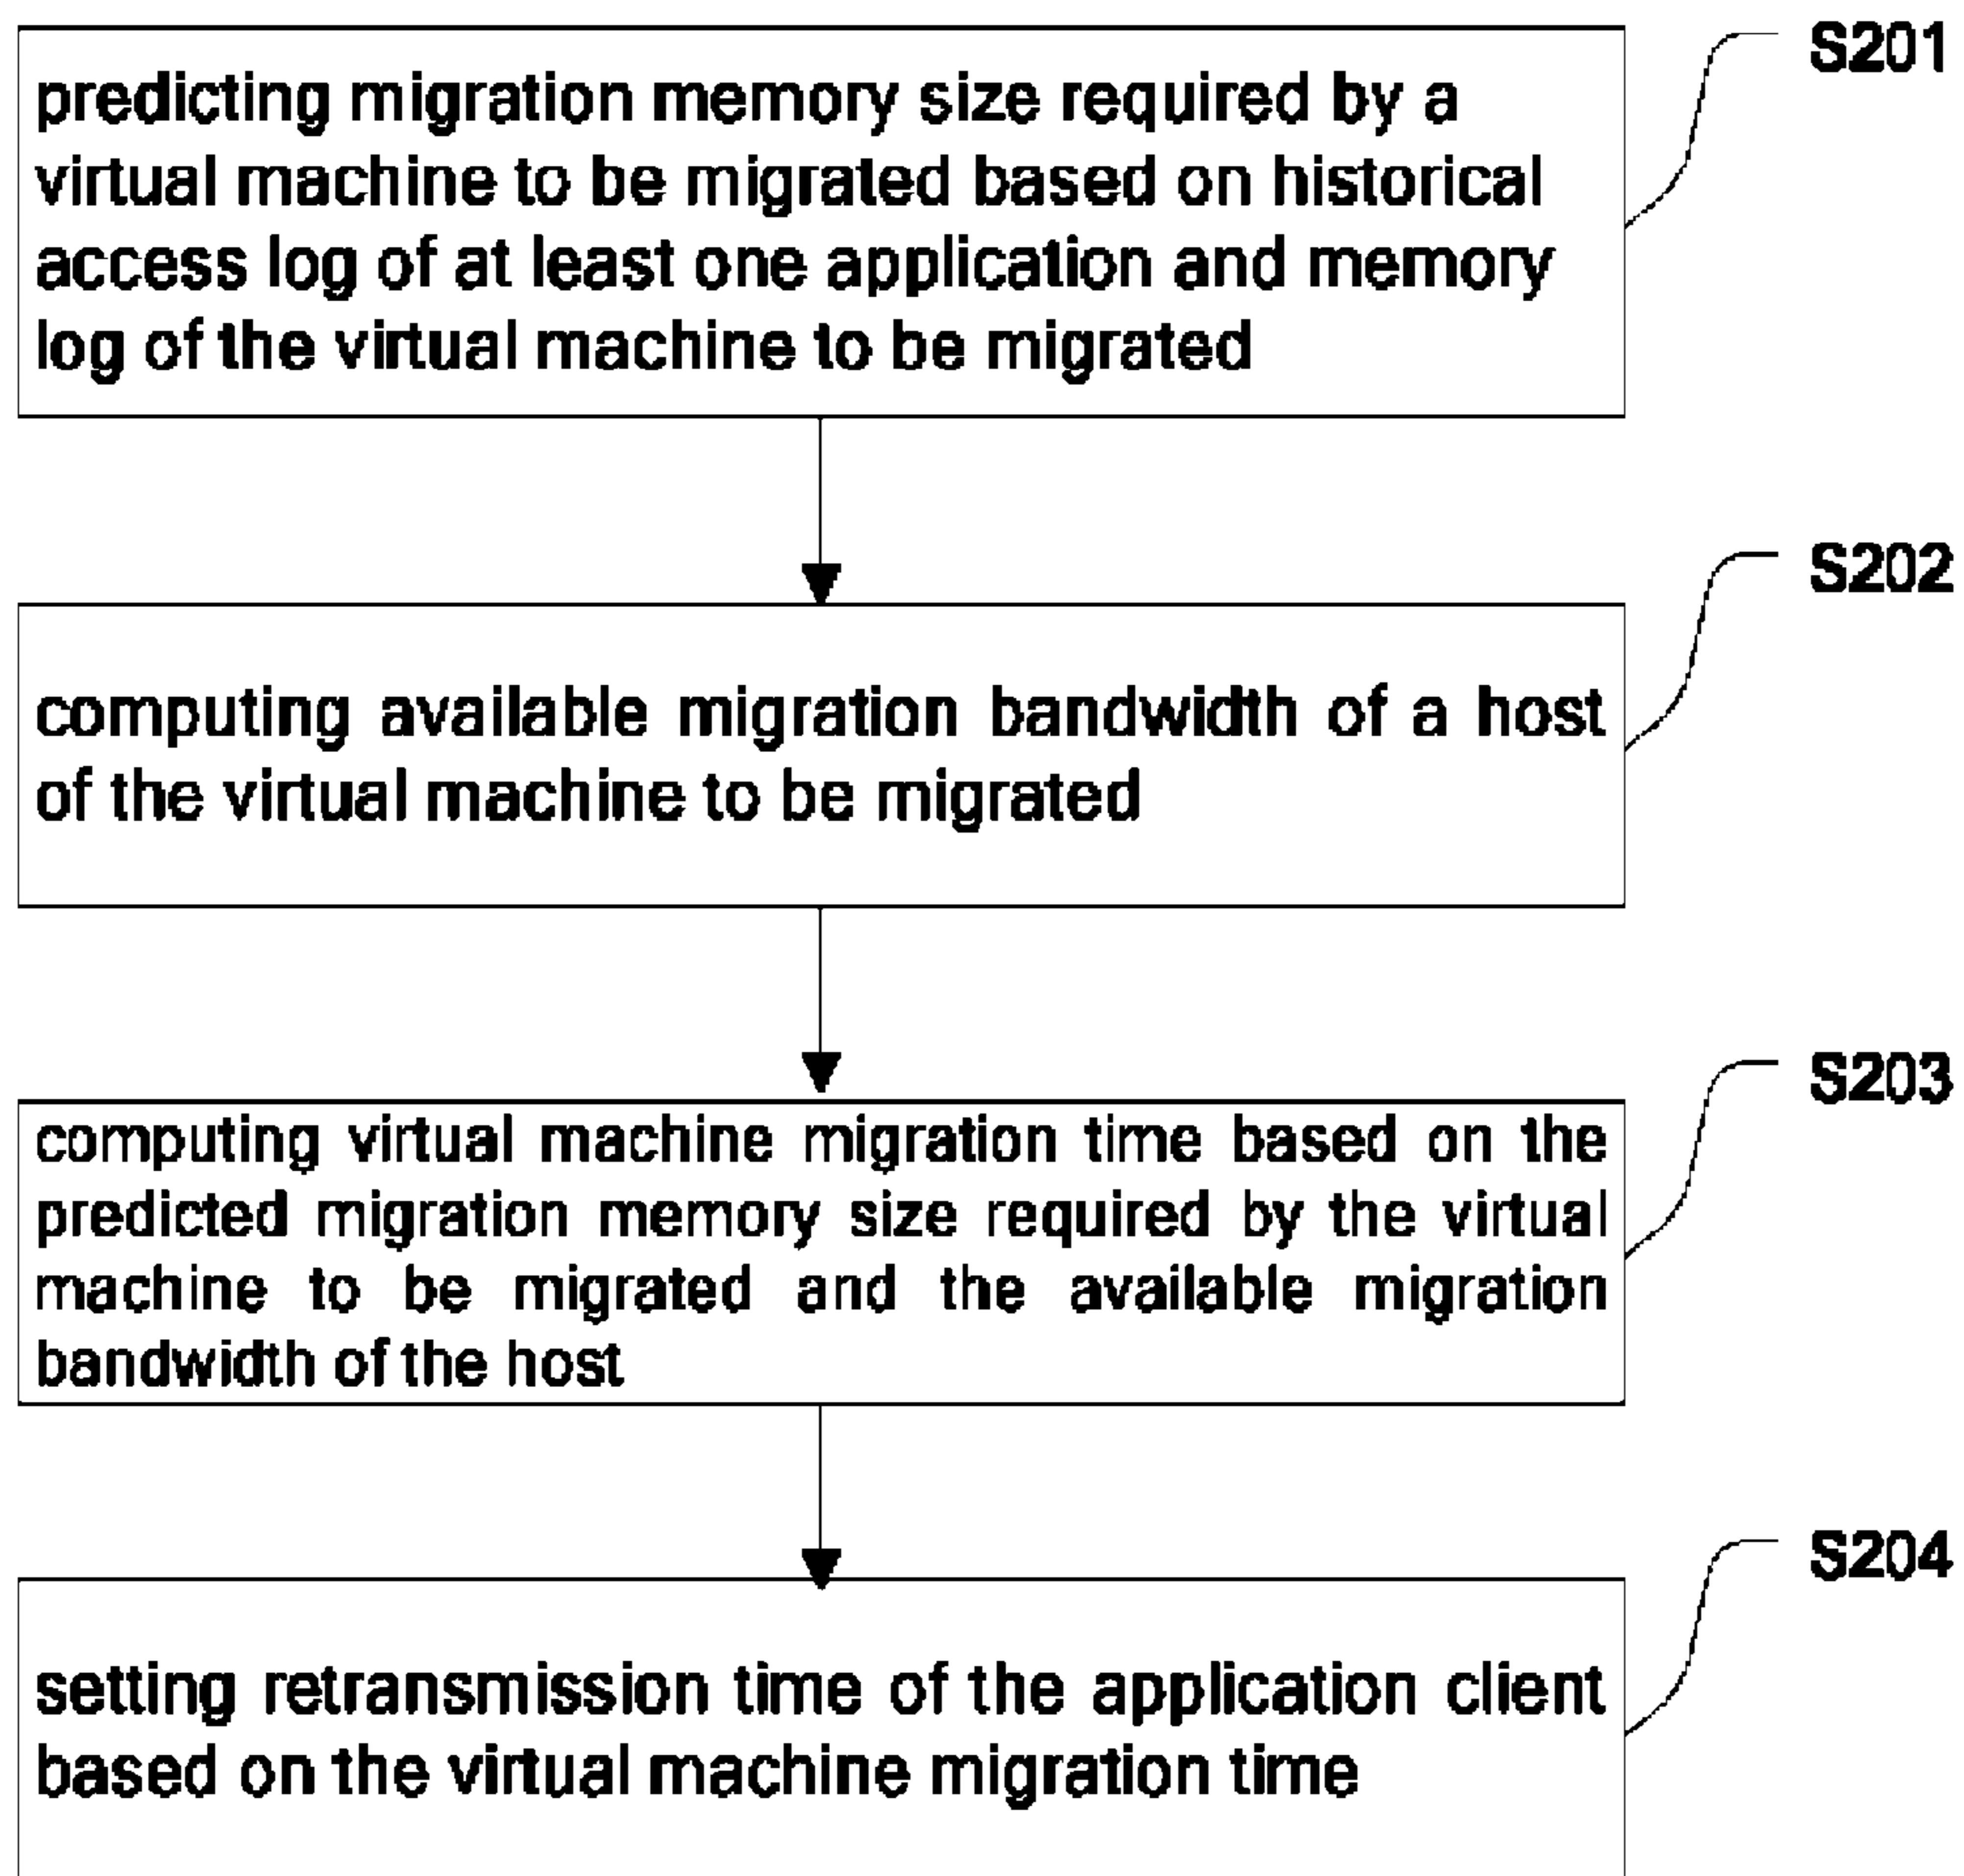 S201
predicting migration memory size required by a
virtual machine to be migrated based on historical
access log of at least one application and memory
log of the virtual machine to be migrated
S202
computing available migration bandwidth of a host
of the virtual machine to be migrated
S203
computing virtual machine migration time based on the
predicted migration memory size required by the virtual
machine to be migrated and the available migration
bandwidth of the host
S204
setting retransmission time of the application client
based on the virtual machine migration time